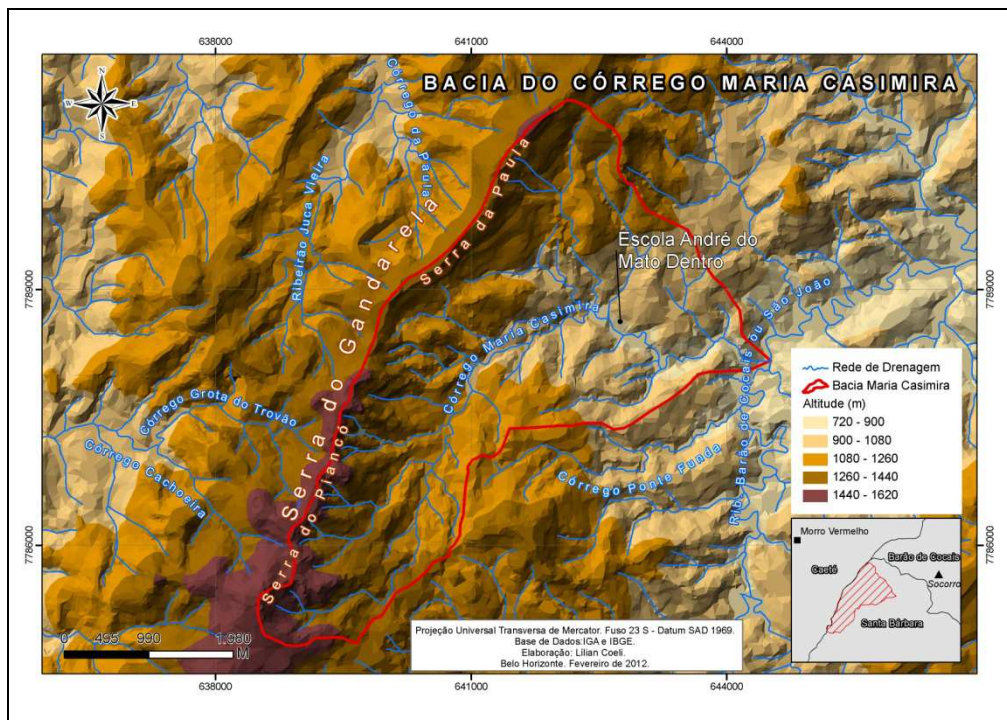 638000
641000
644000
BACIA DO CÓRREGO MARIA CASIMIRA
N
W
E
S
Córrego da Paula
Ribeirão Juca Vieira
Serra do Gandarela
Serra da Paula
Escola André do
Mato Dentro
7789000
7789000
Córrego Maria Casimira
Rib. Barão de Cocais ou São João
Córrego Grota do Trovão
Córrego Cachoeira
Serra do Piancó
Córrego Ponte Funda
Rede de Drenagem
Bacia Maria Casimira
Altitude (m)
720 - 900
900 - 1080
1080 - 1260
1260 - 1440
1440 - 1620
7786000
7786000
Morro Vermelho
Caeté
Barão de Cocais
Socorro
Santa Bárbara
0 495 990 1.980
M
Projeção Universal Transversa de Mercator. Fuso 23 S - Datum SAD 1969.
Base de Dados:IGA e IBGE.
Elaboração: Lílian Coeli.
Belo Horizonte. Fevereiro de 2012.
638000
641000
644000